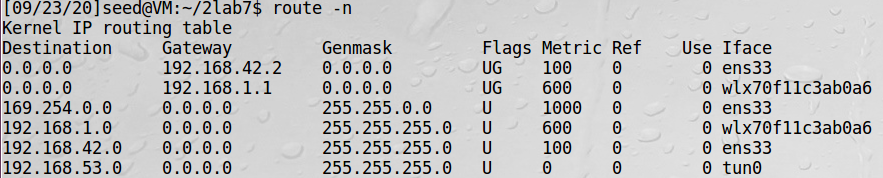 [09/23/20]seed@VM:~/2lab7$ route -n
Kernel IP routing table
Destination     Gateway         Genmask         Flags Metric Ref    Use Iface
0.0.0.0         192.168.42.2    0.0.0.0         UG    100    0        0 ens33
0.0.0.0         192.168.1.1     0.0.0.0         UG    600    0        0 wlx70f11c3ab0a6
169.254.0.0     0.0.0.0         255.255.0.0     U     1000   0        0 ens33
192.168.1.0     0.0.0.0         255.255.255.0   U     600    0        0 wlx70f11c3ab0a6
192.168.42.0    0.0.0.0         255.255.255.0   U     100    0        0 ens33
192.168.53.0    0.0.0.0         255.255.255.0   U     0      0        0 tun0